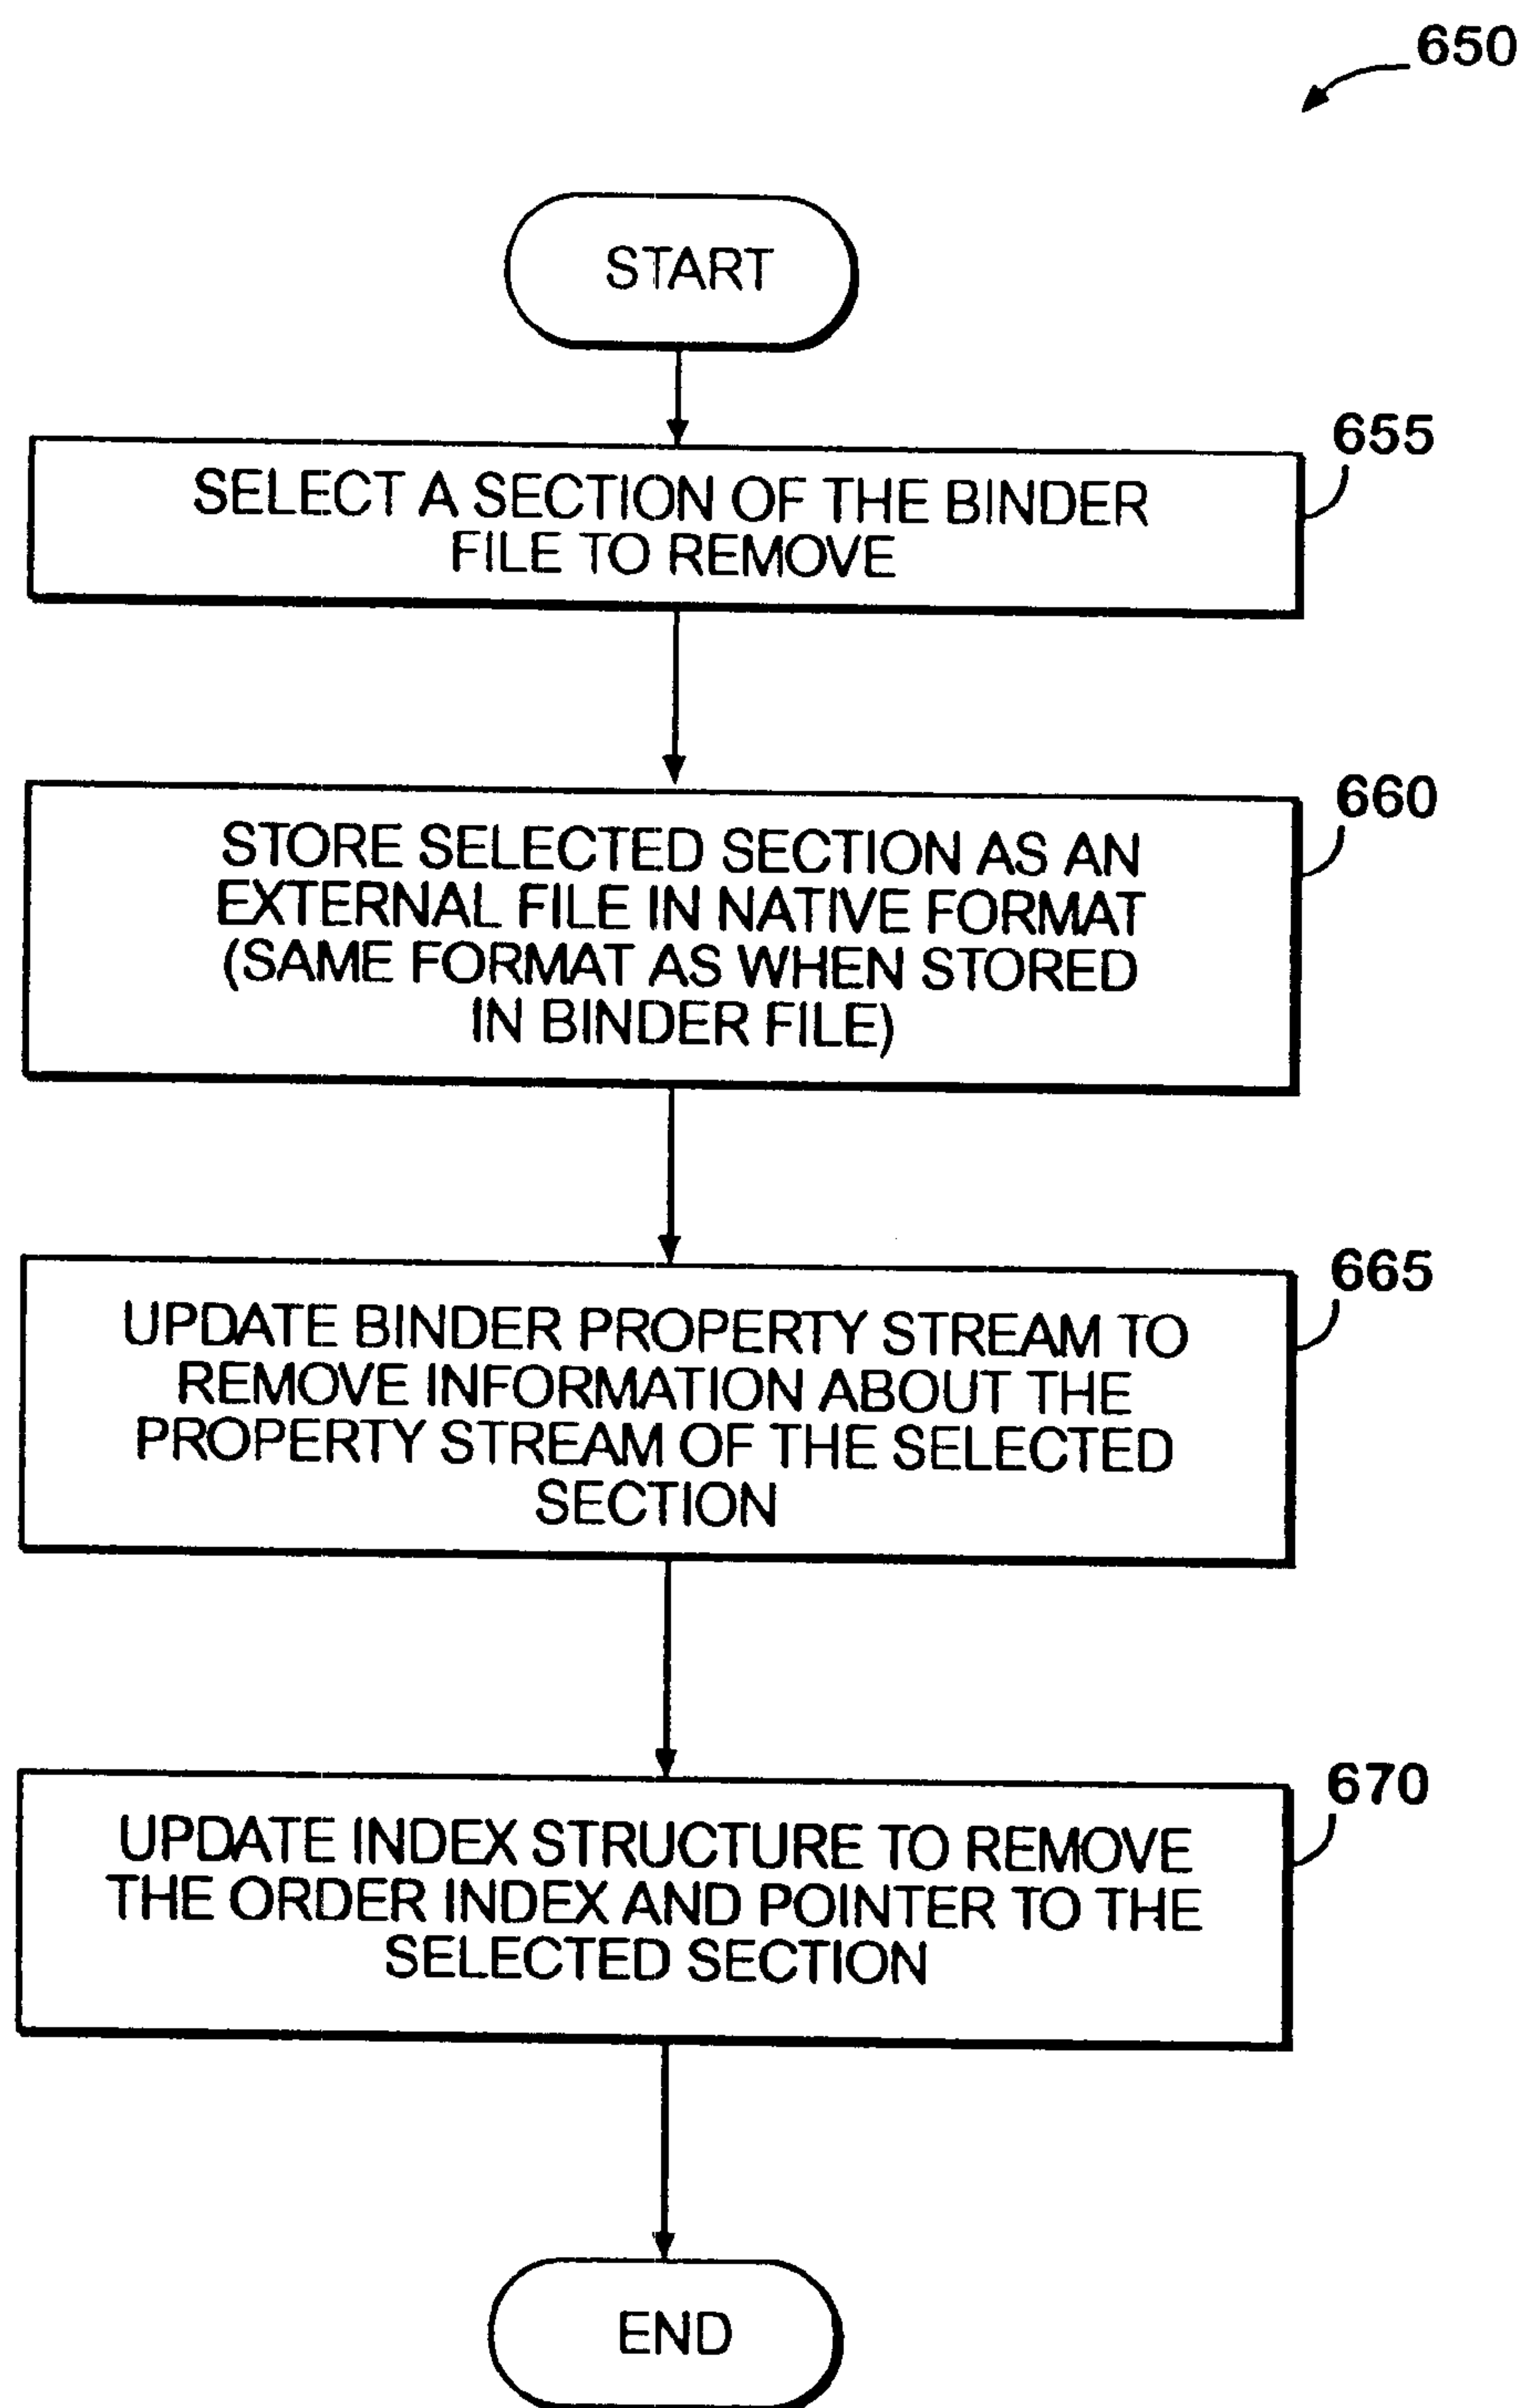 650
START
655
SELECT A SECTION OF THE BINDER
FILE TO REMOVE
660
STORE SELECTED SECTION AS AN
EXTERNAL FILE IN NATIVE FORMAT
(SAME FORMAT AS WHEN STORED
IN BINDER FILE)
665
UPDATE BINDER PROPERTY STREAM TO
REMOVE INFORMATION ABOUT THE
PROPERTY STREAM OF THE SELECTED
SECTION
670
UPDATE INDEX STRUCTURE TO REMOVE
THE ORDER INDEX AND POINTER TO THE
SELECTED SECTION
END